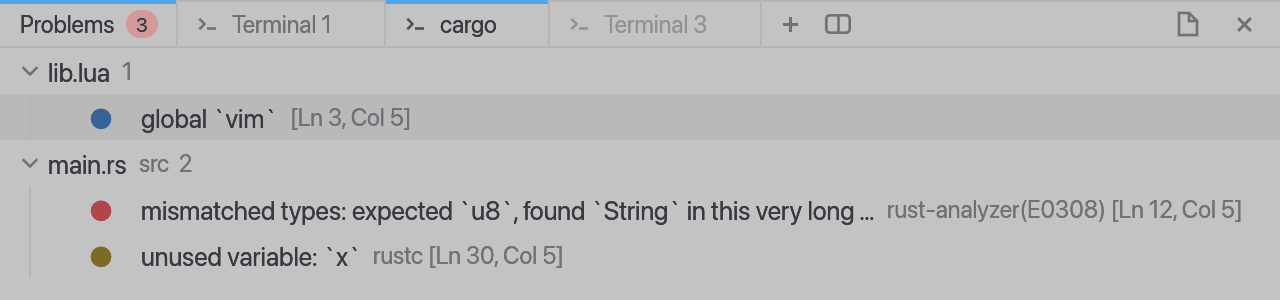 Problems 3 Terminal 1 cargo Terminal 3
lib.lua 1
global `vim` [Ln 3, Col 5]
main.rs src 2
mismatched types: expected `u8`, found `String` in this very long ... rust-analyzer(E0308) [Ln 12, Col 5]
unused variable: `x` rustc [Ln 30, Col 5]